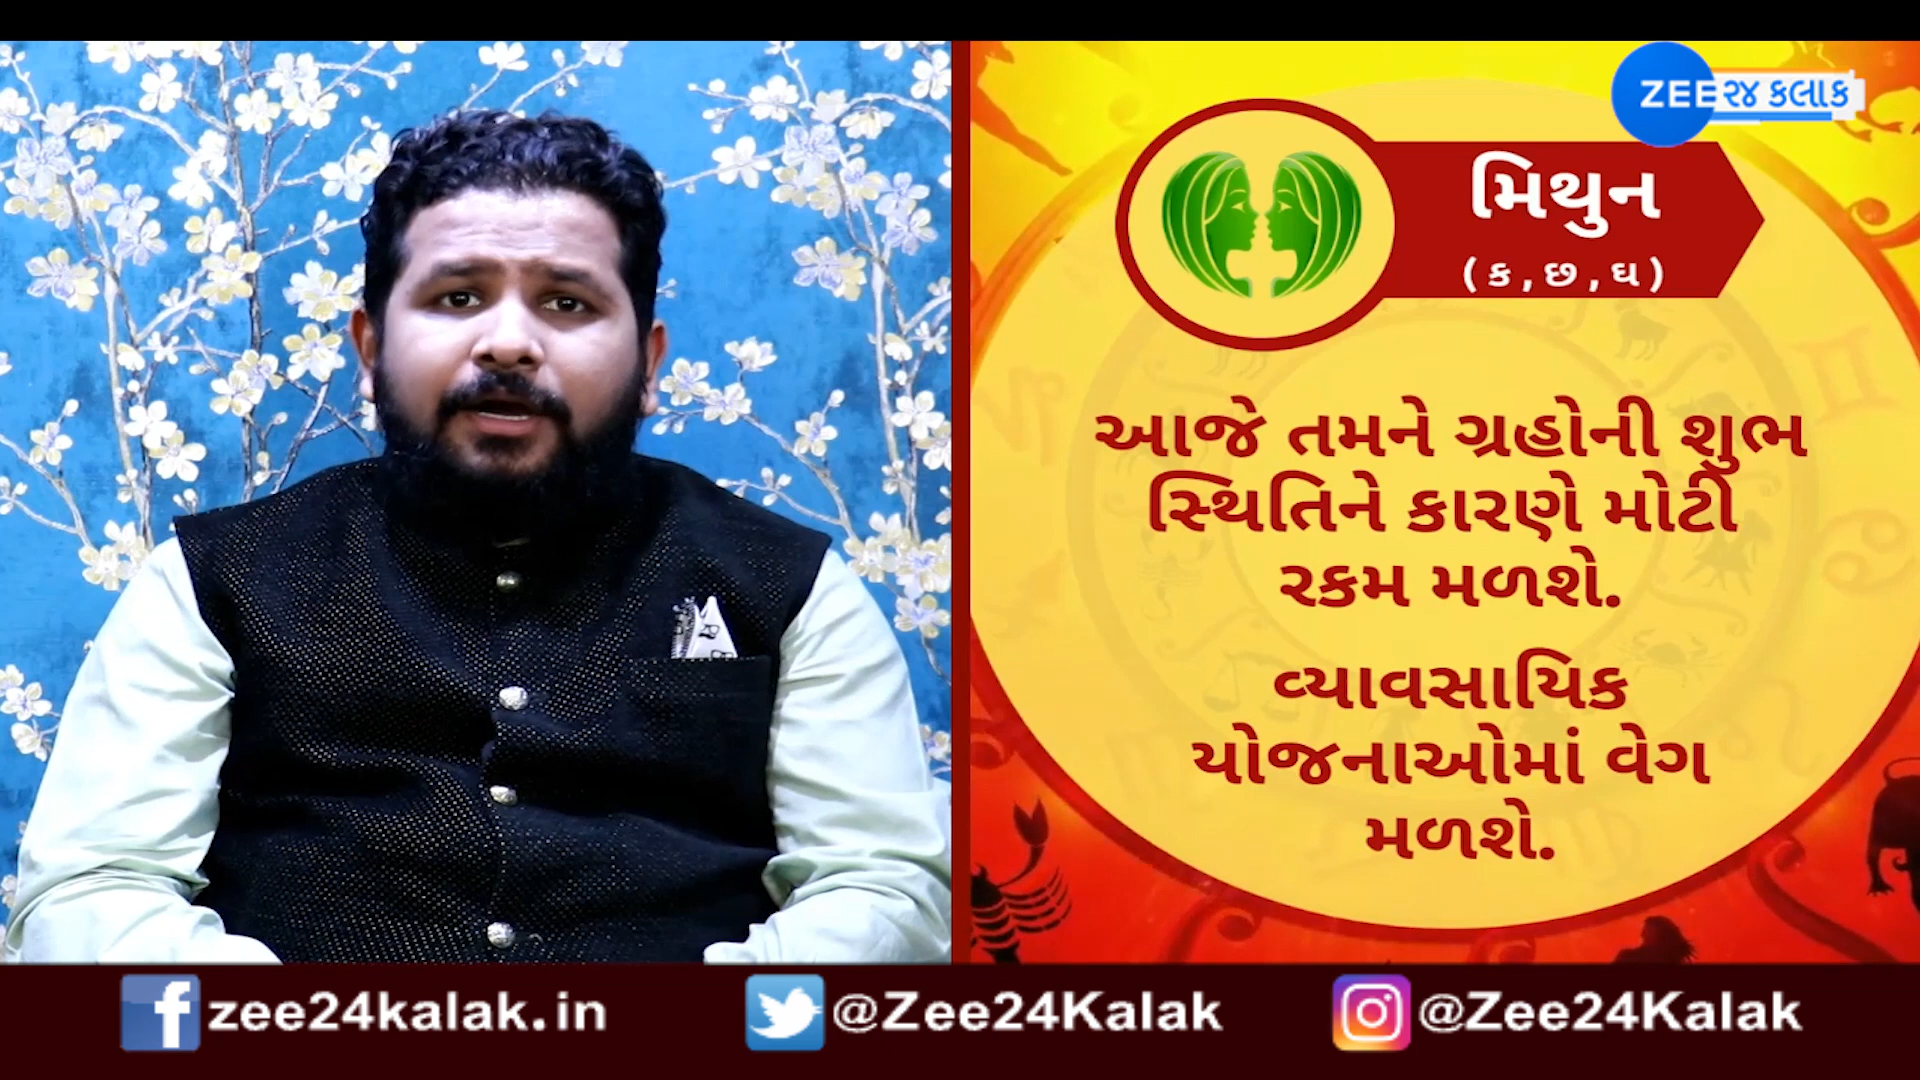 ZEE ૨૪ કલાક
મિથુન
(ક,છ,ઘ)
આજે તમને ગ્રહોની શુભ
સ્થિતિને કારણે મોટી
રકમ મળશે.
વ્યાવસાયિક
યોજનાઓમાં વેગ
મળશે.
zee24kalak.in
@Zee24Kalak
@Zee24Kalak